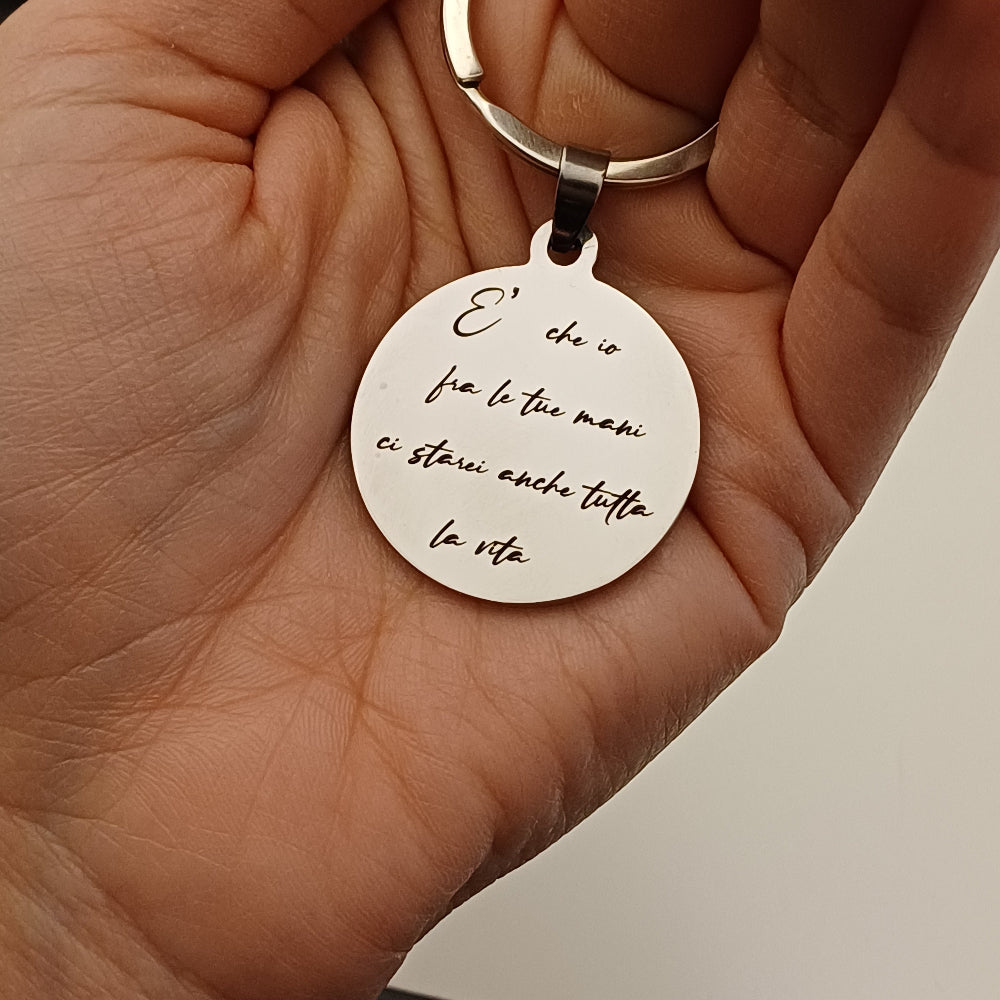 E' che io
fra le tue mani
ci starei anche tutta
la vita